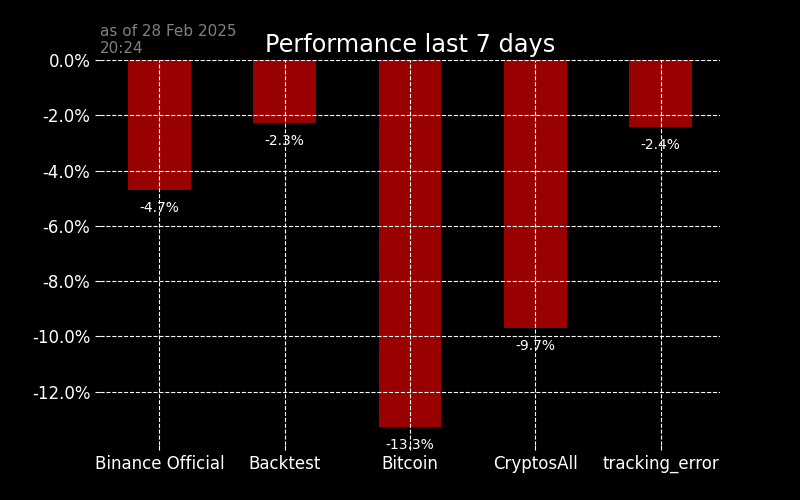 as of 28 Feb 2025
20:24
Performance last 7 days
0.0%
-2.0%
-4.0%
-6.0%
-8.0%
-10.0%
-12.0%
-4.7%
-2.3%
-13.3%
-9.7%
-2.4%
Binance Official
Backtest
Bitcoin
CryptosAll
tracking_error